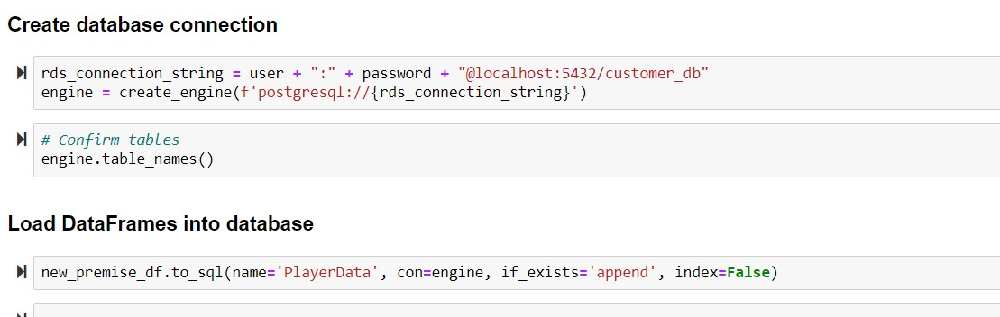 Create database connection
rds_connection_string = user + ":" + password + "@localhost:5432/customer_db"
engine = create_engine(f'postgresql://{rds_connection_string}')
# Confirm tables
engine.table_names()
Load DataFrames into database
new_premise_df.to_sql(name='PlayerData', con=engine, if_exists='append', index=False)